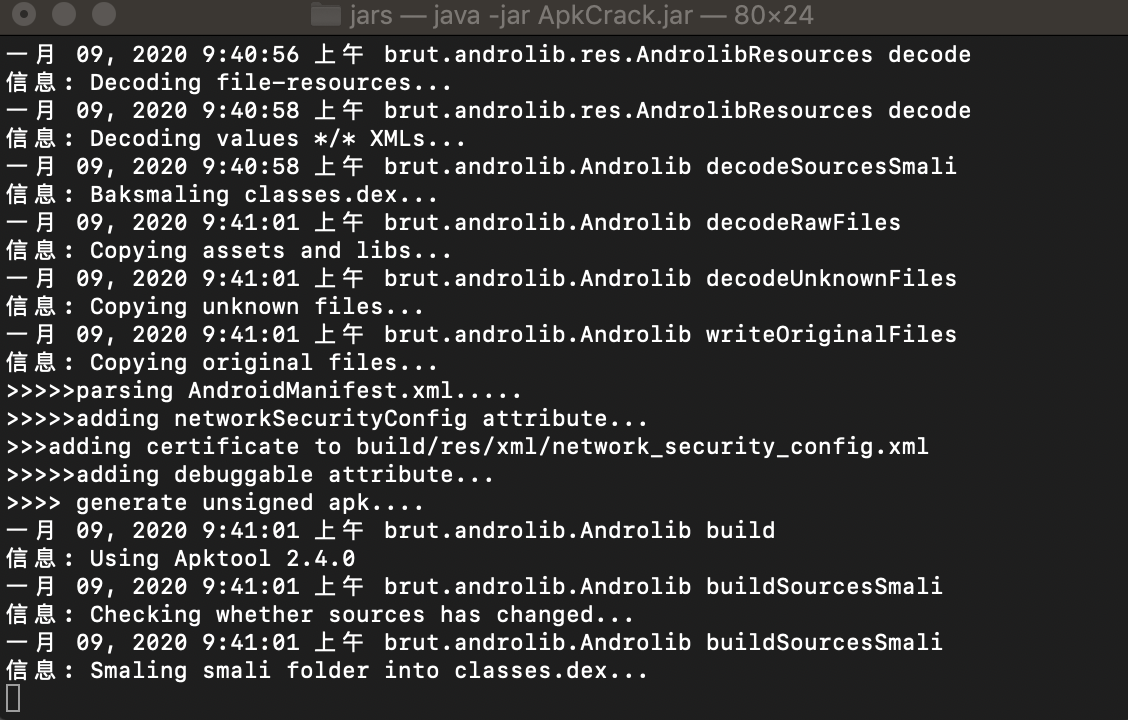 jars — java -jar ApkCrack.jar — 80×24
一月 09, 2020 9:40:56 上午 brut.androlib.res.AndrolibResources decode
信息: Decoding file-resources...
一月 09, 2020 9:40:58 上午 brut.androlib.res.AndrolibResources decode
信息: Decoding values */* XMLs...
一月 09, 2020 9:40:58 上午 brut.androlib.Androlib decodeSourcesSmali
信息: Baksmaling classes.dex...
一月 09, 2020 9:41:01 上午 brut.androlib.Androlib decodeRawFiles
信息: Copying assets and libs...
一月 09, 2020 9:41:01 上午 brut.androlib.Androlib decodeUnknownFiles
信息: Copying unknown files...
一月 09, 2020 9:41:01 上午 brut.androlib.Androlib writeOriginalFiles
信息: Copying original files...
>>>>>parsing AndroidManifest.xml.....
>>>>>adding networkSecurityConfig attribute...
>>>adding certificate to build/res/xml/network_security_config.xml
>>>>>adding debuggable attribute...
>>>> generate unsigned apk....
一月 09, 2020 9:41:01 上午 brut.androlib.Androlib build
信息: Using Apktool 2.4.0
一月 09, 2020 9:41:01 上午 brut.androlib.Androlib buildSourcesSmali
信息: Checking whether sources has changed...
一月 09, 2020 9:41:01 上午 brut.androlib.Androlib buildSourcesSmali
信息: Smaling smali folder into classes.dex...